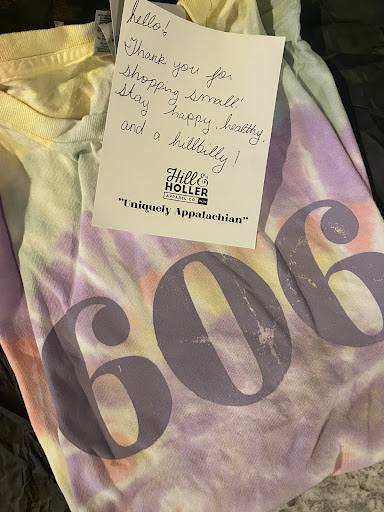 hello!
Thank you for
shopping small!
Stay happy, healthy,
and a hillbilly!
Hill &
HOLLER
APPAREL CO.
"Uniquely Appalachian"
606